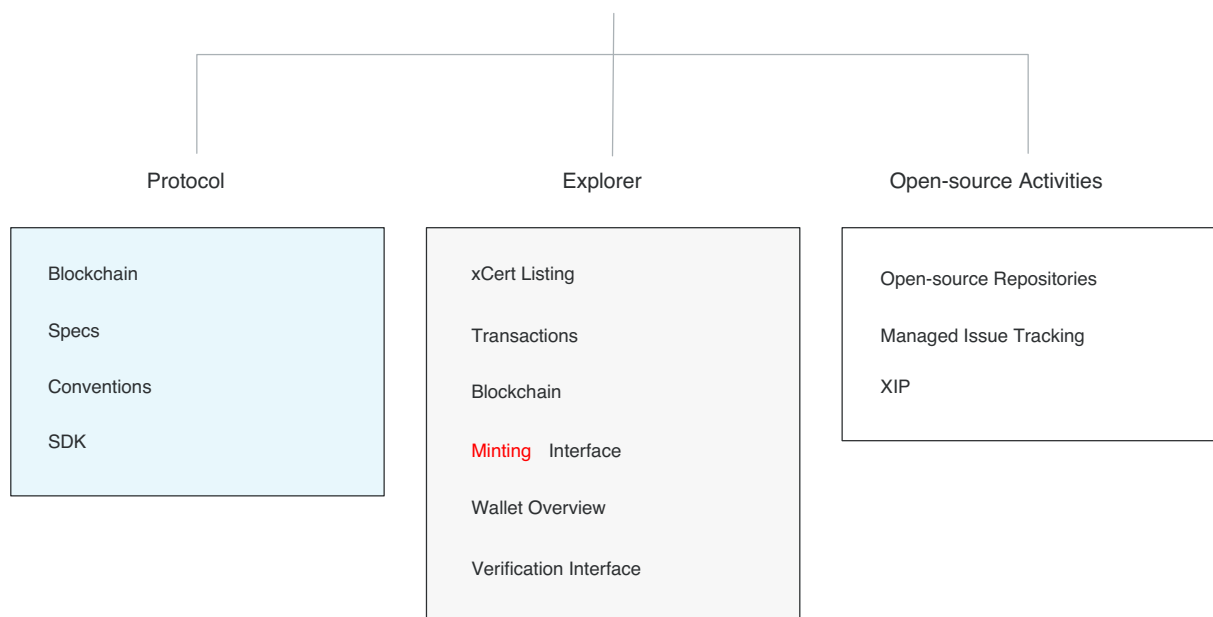 Protocol
Explorer
Open-source Activities
Blockchain
Specs
Conventions
SDK
xCert Listing
Transactions
Blockchain
Minting Interface
Wallet Overview
Verification Interface
Open-source Repositories
Managed Issue Tracking
XIP